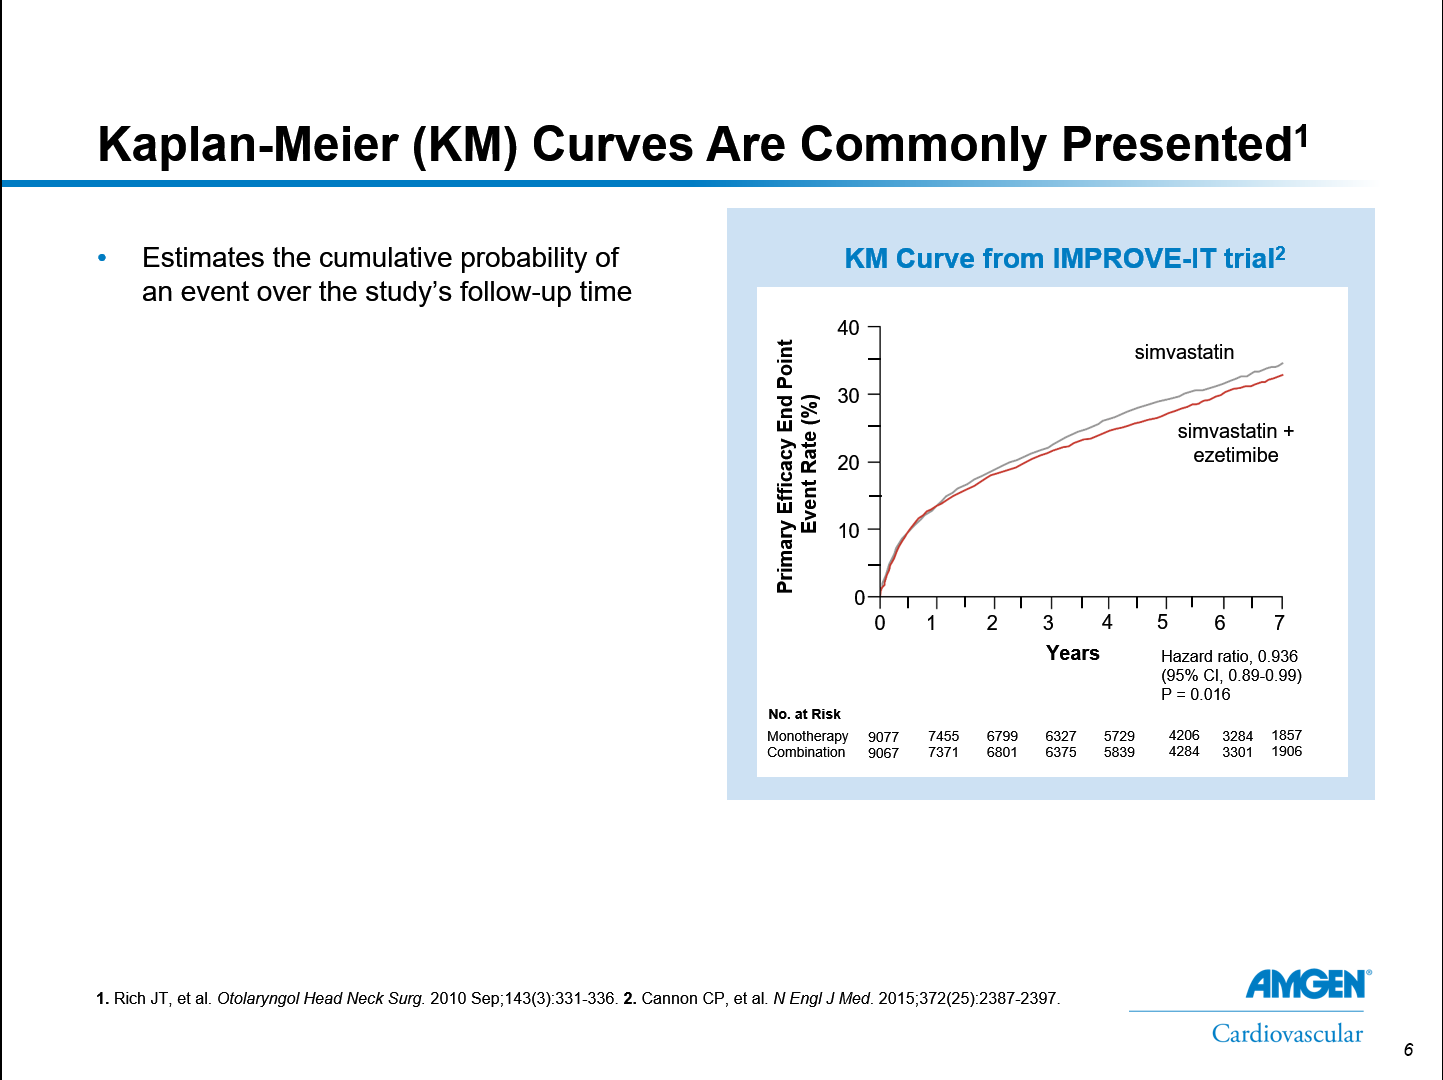 Kaplan-Meier (KM) Curves Are Commonly Presented1
• Estimates the cumulative probability of
an event over the study’s follow-up time
KM Curve from IMPROVE-IT trial2
Primary Efficacy End Point
Event Rate (%)
40
30
20
10
0
simvastatin
simvastatin +
ezetimibe
0 1 2 3 4 5 6 7
Years
Hazard ratio, 0.936
(95% CI, 0.89-0.99)
P = 0.016
No. at Risk
Monotherapy 9077 7455 6799 6327 5729 4206 3284 1857
Combination 9067 7371 6801 6375 5839 4284 3301 1906
1. Rich JT, et al. Otolaryngol Head Neck Surg. 2010 Sep;143(3):331-336. 2. Cannon CP, et al. N Engl J Med. 2015;372(25):2387-2397.
AMGEN®
Cardiovascular
6